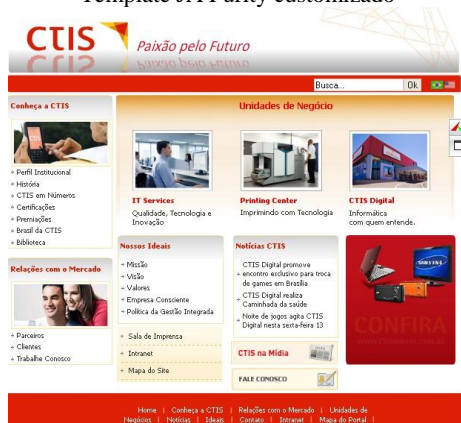 Template JA Purity customizado
CTIS
Paixão pelo Futuro
Busca...
Ok
Conheça a CTIS
Perfil Institucional
História
CTIS em Números
Certificações
Premiações
Brasil da CTIS
Biblioteca
Relações com o Mercado
Parceiros
Clientes
Trabalhe Conosco
Unidades de Negócio
IT Services
Qualidade, Tecnologia e
Inovação
Printing Center
Imprimindo com Tecnologia
CTIS Digital
Informática
com quem entende.
Nossos Ideais
Missão
Visão
Valores
Empresa Consciente
Política da Gestão Integrada
Sala de Imprensa
Intranet
Mapa do Site
Notícias CTIS
CTIS Digital promove
encontro exclusivo para troca
de games em Brasília
CTIS Digital realiza
Caminhada da saúde
Noite de jogos agita CTIS
Digital nesta sexta-feira 13
CTIS na Mídia
FALE CONOSCO
CONFIRA
Home | Conheça a CTIS | Relações com o Mercado | Unidades de
Negócios | Notícias | Ideais | Contato | Intranet | Mapa do Portal |